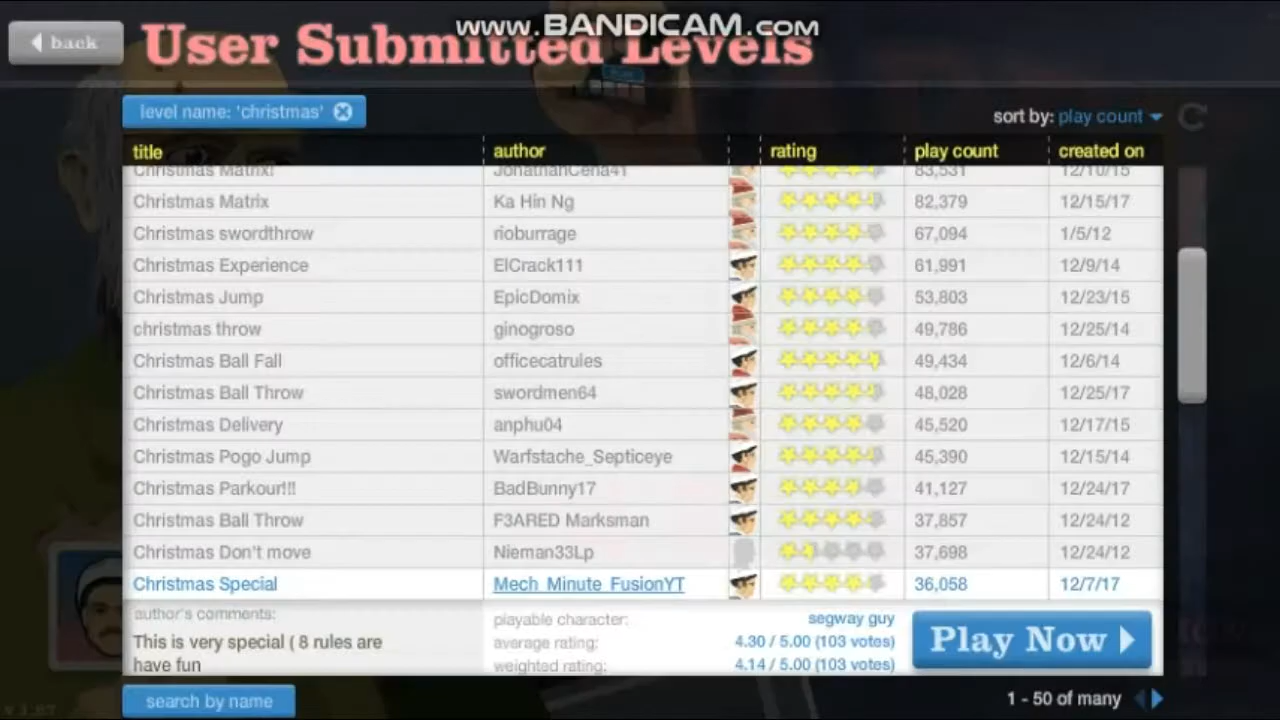 www.BANDICAM.com
back
User Submitted Levels
level name: 'christmas'
sort by: play count
title author rating play count created on
Christmas Matrix! JonathanCena41 83,531 12/10/15
Christmas Matrix Ka Hin Ng 82,379 12/15/17
Christmas swordthrow rioburrage 67,094 1/5/12
Christmas Experience ElCrack111 61,991 12/9/14
Christmas Jump EpicDomix 53,803 12/23/15
christmas throw ginogroso 49,786 12/25/14
Christmas Ball Fall officecatrules 49,434 12/6/14
Christmas Ball Throw swordmen64 48,028 12/25/17
Christmas Delivery anphu04 45,520 12/17/15
Christmas Pogo Jump Warfstache_Septiceye 45,390 12/15/14
Christmas Parkour!!! BadBunny17 41,127 12/24/17
Christmas Ball Throw F3ARED Marksman 37,857 12/24/12
Christmas Don't move Nieman33Lp 37,698 12/24/12
Christmas Special Mech_Minute_FusionYT 36,058 12/7/17
author's comments:
This is very special ( 8 rules are
have fun
playable character: segway guy
average rating: 4.30 / 5.00 (103 votes)
weighted rating: 4.14 / 5.00 (103 votes)
Play Now
search by name
1 - 50 of many